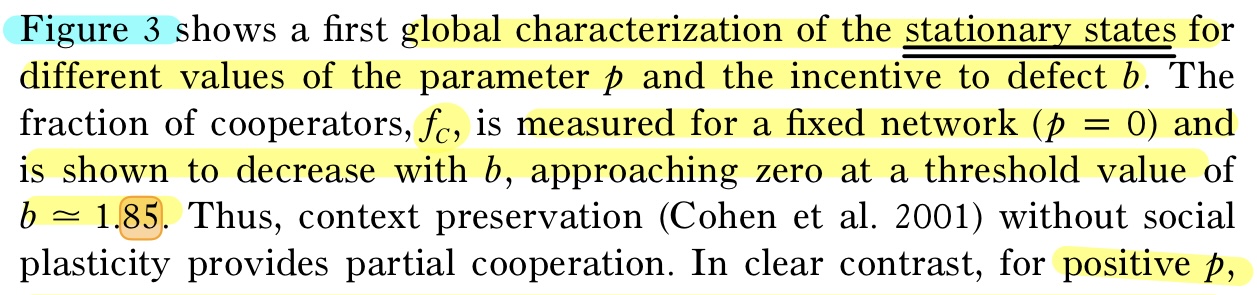 Figure 3 shows a first global characterization of the stationary states for
different values of the parameter p and the incentive to defect b. The
fraction of cooperators, fC, is measured for a fixed network (p = 0) and
is shown to decrease with b, approaching zero at a threshold value of
b ≃ 1.85. Thus, context preservation (Cohen et al. 2001) without social
plasticity provides partial cooperation. In clear contrast, for positive p,